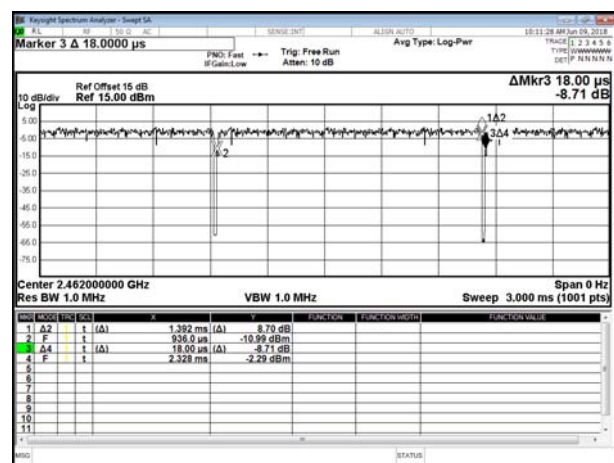 Keysight Spectrum Analyzer - Swept SA
RL RF 50 Ω AC SENSE:INT ALIGN AUTO 10:11:28 AM Jun 09, 2018
Marker 3 Δ 18.0000 µs
PNO: Fast
IFGain:Low
Trig: Free Run
Atten: 10 dB
Avg Type: Log-Pwr
TRACE 1 2 3 4 5 6
TYPE
DET P N N N N N
Ref Offset 15 dB
Ref 15.00 dBm
ΔMkr3 18.00 µs
-8.71 dB
10 dB/div
Log
5.00
-5.00
-15.0
-25.0
-35.0
-45.0
-55.0
-65.0
-75.0
1Δ2
3Δ4
2
Center 2.462000000 GHz
Span 0 Hz
Res BW 1.0 MHz
VBW 1.0 MHz
Sweep 3.000 ms (1001 pts)
MKR MODE TRC SCL X Y FUNCTION FUNCTION WIDTH FUNCTION VALUE
1 Δ2 t (Δ) 1.392 ms (Δ) 8.70 dB
2 F t 936.0 µs -10.99 dBm
3 Δ4 t (Δ) 18.00 µs (Δ) -8.71 dB
4 F t 2.328 ms -2.29 dBm
5
6
7
8
9
10
11
MSG STATUS